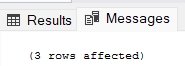 Results Messages
(3 rows affected)